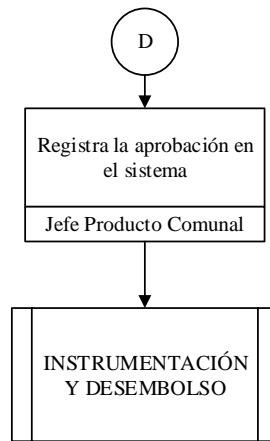 D
Registra la aprobación en
el sistema
Jefe Producto Comunal
INSTRUMENTACIÓN
Y DESEMBOLSO